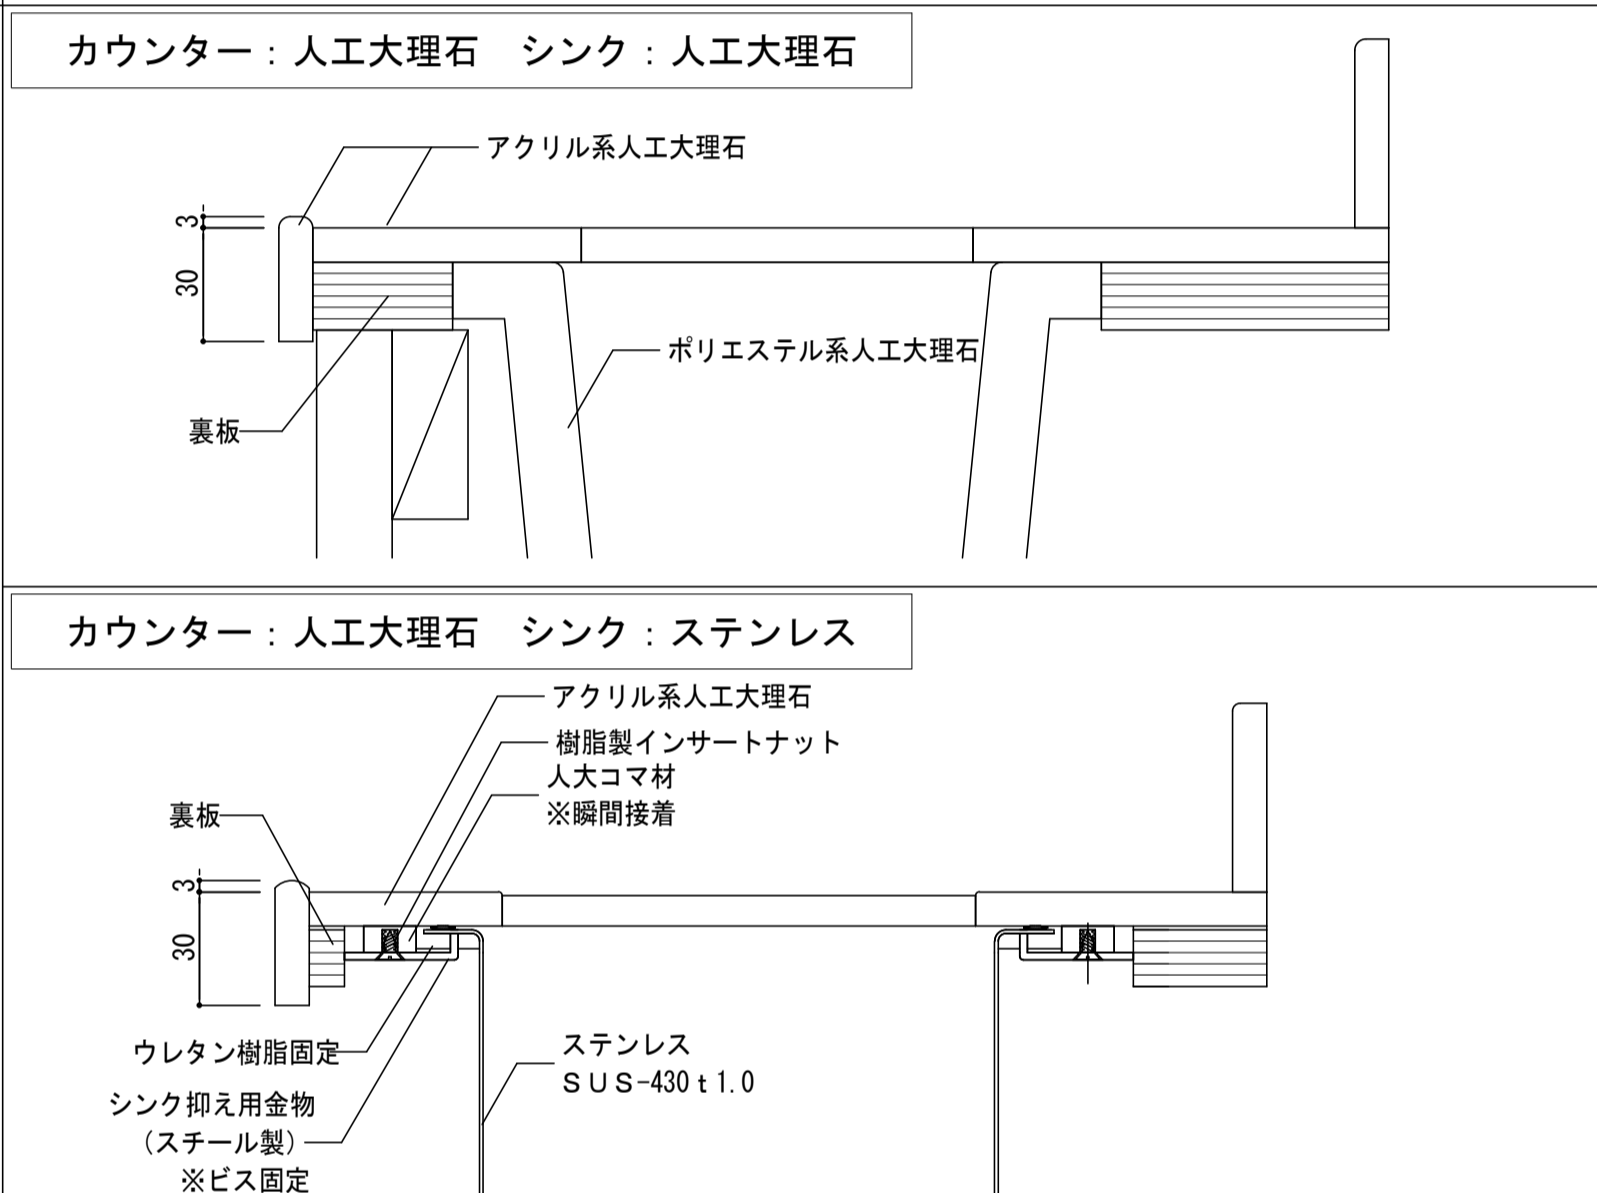 カウンター：人工大理石　シンク：人工大理石
アクリル系人工大理石
3
30
ポリエステル系人工大理石
裏板
カウンター：人工大理石　シンク：ステンレス
アクリル系人工大理石
樹脂製インサートナット
人大コマ材
※瞬間接着
裏板
3
30
ウレタン樹脂固定
ステンレス
ＳＵＳ-430ｔ1.0
シンク抑え用金物
（スチール製）
※ビス固定